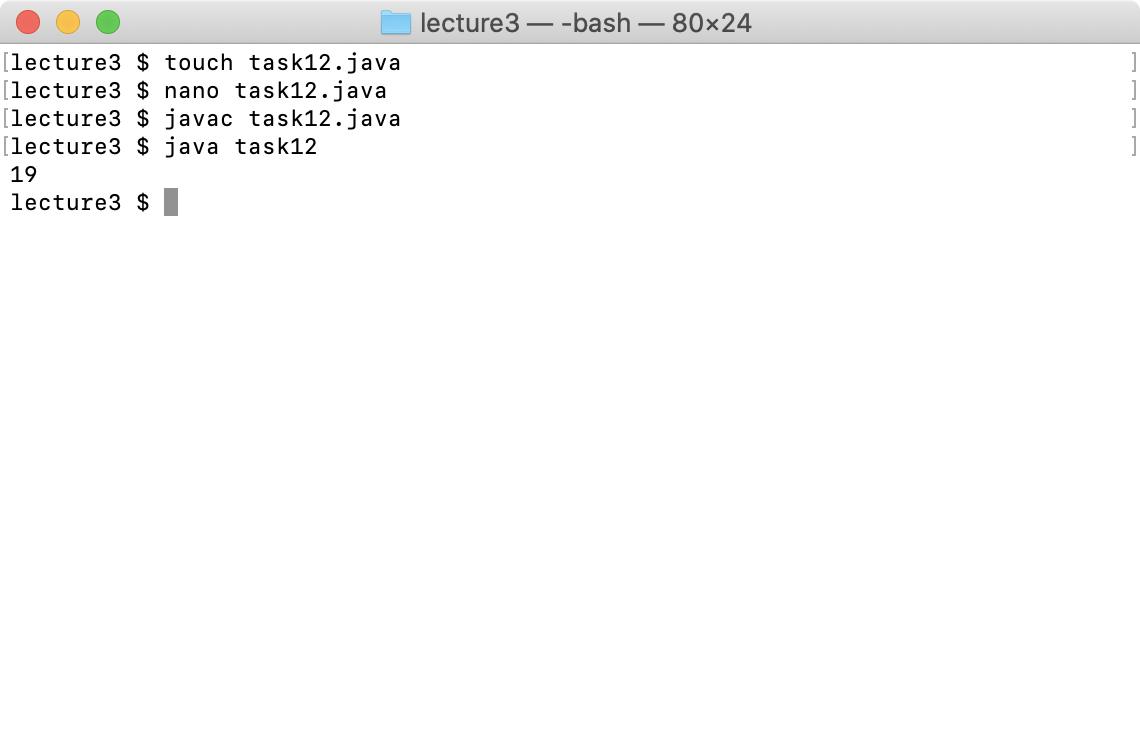 lecture3 — -bash — 80×24
[lecture3 $ touch task12.java ]
[lecture3 $ nano task12.java ]
[lecture3 $ javac task12.java ]
[lecture3 $ java task12 ]
19
lecture3 $